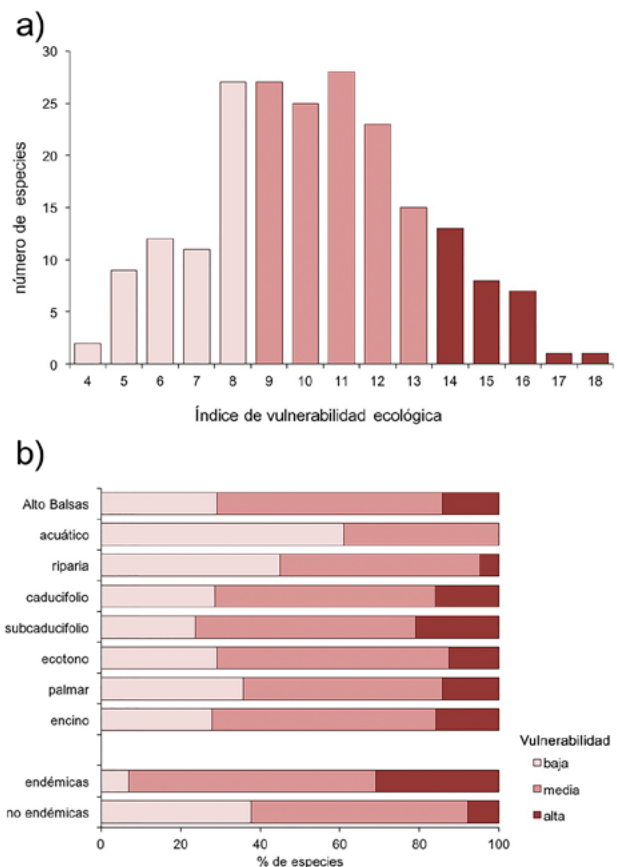 a)
número de especies
30
25
20
15
10
5
0
4 5 6 7 8 9 10 11 12 13 14 15 16 17 18
Índice de vulnerabilidad ecológica
b)
Alto Balsas
acuático
riparia
caducifolio
subcaducifolio
ecotono
palmar
encino
endémicas
no endémicas
0 20 40 60 80 100
% de especies
Vulnerabilidad
baja
media
alta